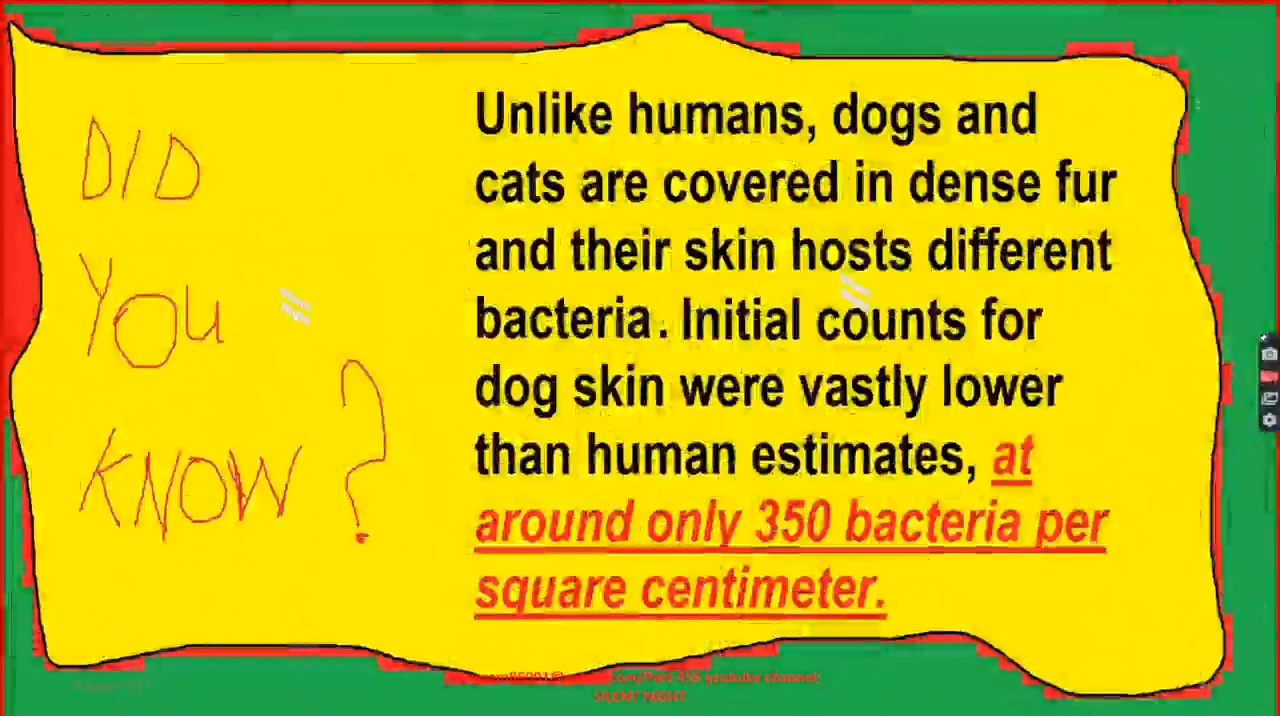 DID
YOU
KNOW?
Unlike humans, dogs and
cats are covered in dense fur
and their skin hosts different
bacteria. Initial counts for
dog skin were vastly lower
than human estimates, at
around only 350 bacteria per
square centimeter.
youtube channel;
SILENT NIGHT